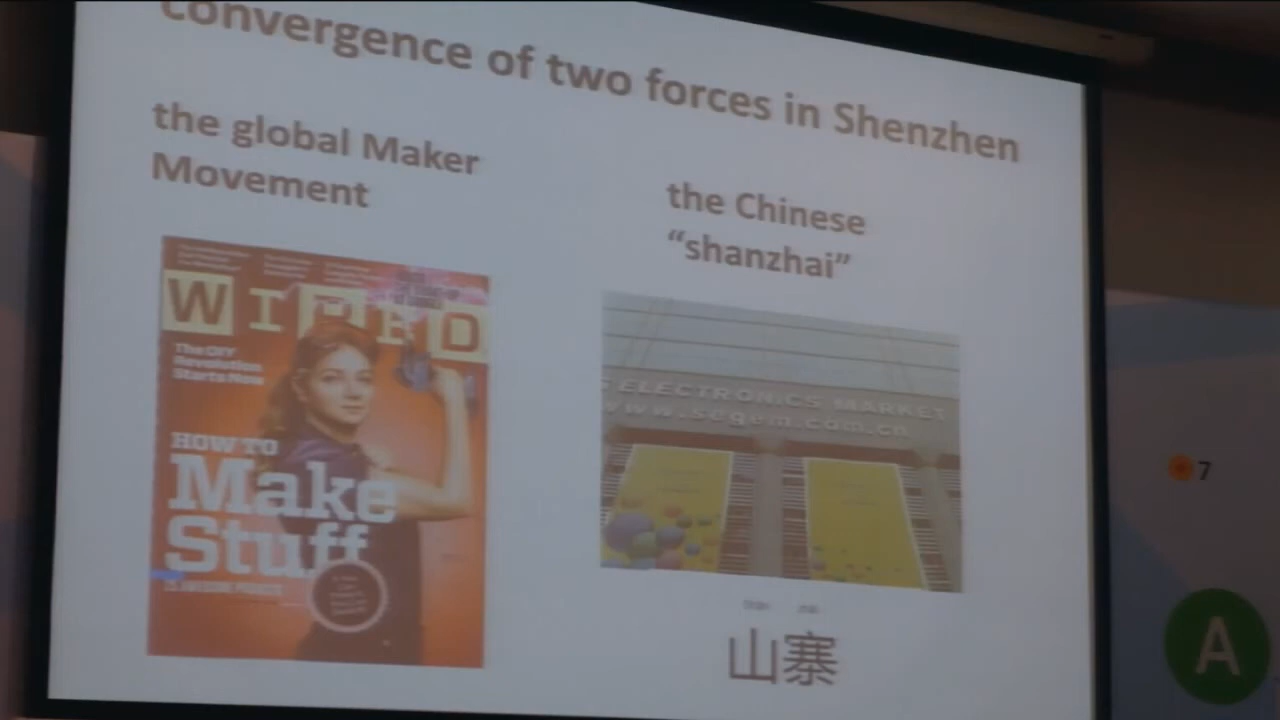 convergence of two forces in Shenzhen
the global Maker
Movement
the Chinese
“shanzhai”
WIRED
The DIY
Revolution
Starts Now
HOW TO
Make
Stuff
ELECTRONICS MARKET
www.segem.com.cn
山寨
7
A